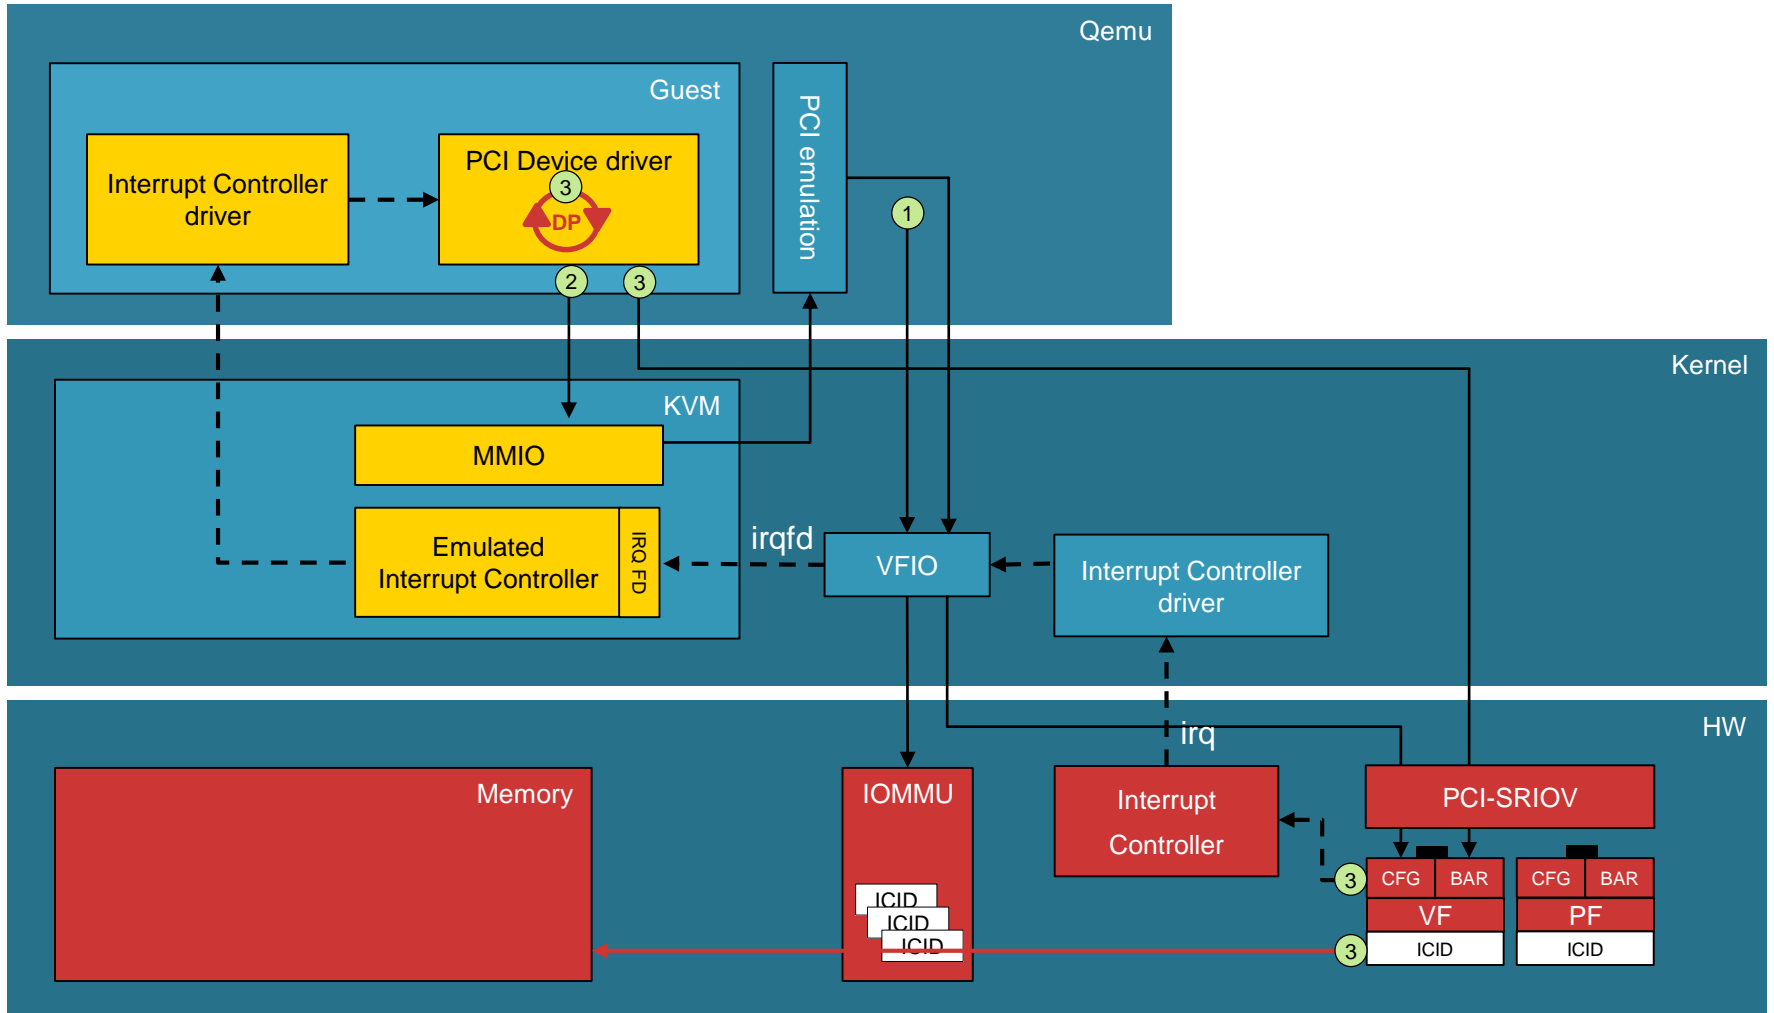 Qemu
Guest
PCI emulation
Interrupt Controller
driver
PCI Device driver
3
DP
1
2
3
Kernel
KVM
MMIO
Emulated
Interrupt Controller
IRQ FD
irqfd
VFIO
Interrupt Controller
driver
HW
irq
Memory
IOMMU
Interrupt
Controller
PCI-SRIOV
3
CFG
BAR
CFG
BAR
VF
PF
ICID
ICID
ICID
3
ICID
ICID